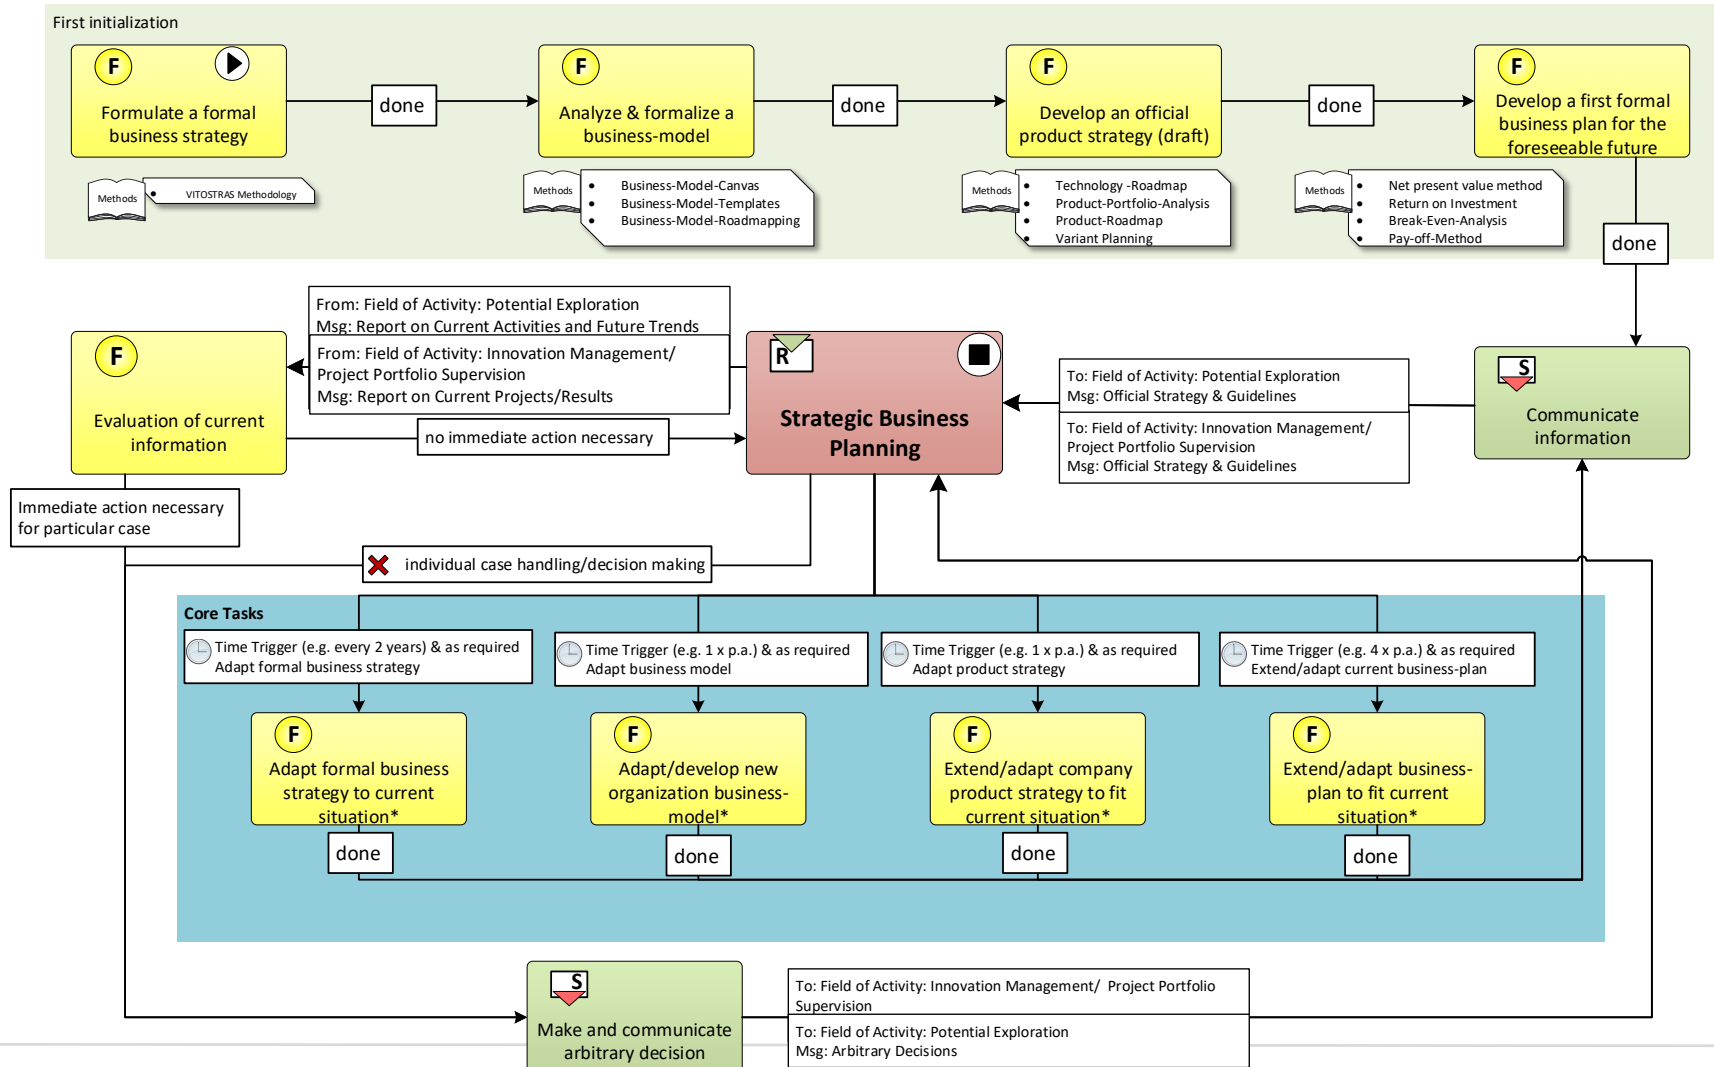 First initialization
F
Formulate a formal
business strategy
done
F
Analyze & formalize a
business-model
done
F
Develop an official
product strategy (draft)
done
F
Develop a first formal
business plan for the
foreseeable future
Methods
• VITOSTRAS Methodology
Methods
• Business-Model-Canvas
• Business-Model-Templates
• Business-Model-Roadmapping
Methods
• Technology -Roadmap
• Product-Portfolio-Analysis
• Product-Roadmap
• Variant Planning
Methods
• Net present value method
• Return on Investment
• Break-Even-Analysis
• Pay-off-Method
done
From: Field of Activity: Potential Exploration
Msg: Report on Current Activities and Future Trends
From: Field of Activity: Innovation Management/
Project Portfolio Supervision
Msg: Report on Current Projects/Results
F
Evaluation of current
information
no immediate action necessary
R
Strategic Business
Planning
To: Field of Activity: Potential Exploration
Msg: Official Strategy & Guidelines
To: Field of Activity: Innovation Management/
Project Portfolio Supervision
Msg: Official Strategy & Guidelines
S
Communicate
information
Immediate action necessary
for particular case
individual case handling/decision making
Core Tasks
Time Trigger (e.g. every 2 years) & as required
Adapt formal business strategy
Time Trigger (e.g. 1 x p.a.) & as required
Adapt business model
Time Trigger (e.g. 1 x p.a.) & as required
Adapt product strategy
Time Trigger (e.g. 4 x p.a.) & as required
Extend/adapt current business-plan
F
Adapt formal business
strategy to current
situation*
F
Adapt/develop new
organization business-
model*
F
Extend/adapt company
product strategy to fit
current situation*
F
Extend/adapt business-
plan to fit current
situation*
done
done
done
done
S
Make and communicate
arbitrary decision
To: Field of Activity: Innovation Management/ Project Portfolio
Supervision
To: Field of Activity: Potential Exploration
Msg: Arbitrary Decisions